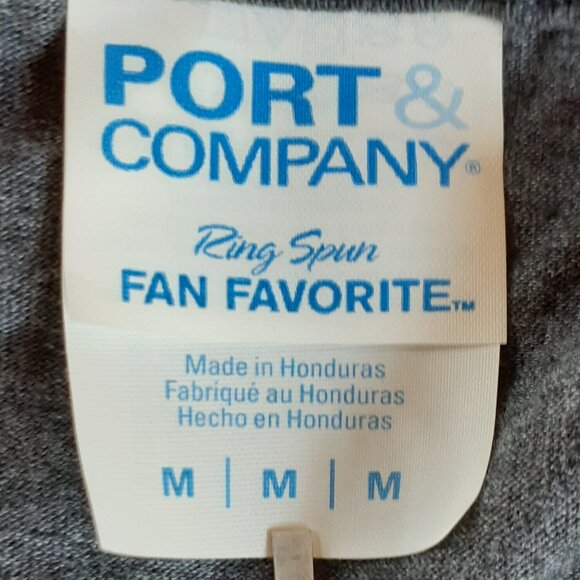 PORT &
COMPANY®
Ring Spun
FAN FAVORITE™
Made in Honduras
Fabriqué au Honduras
Hecho en Honduras
M | M | M